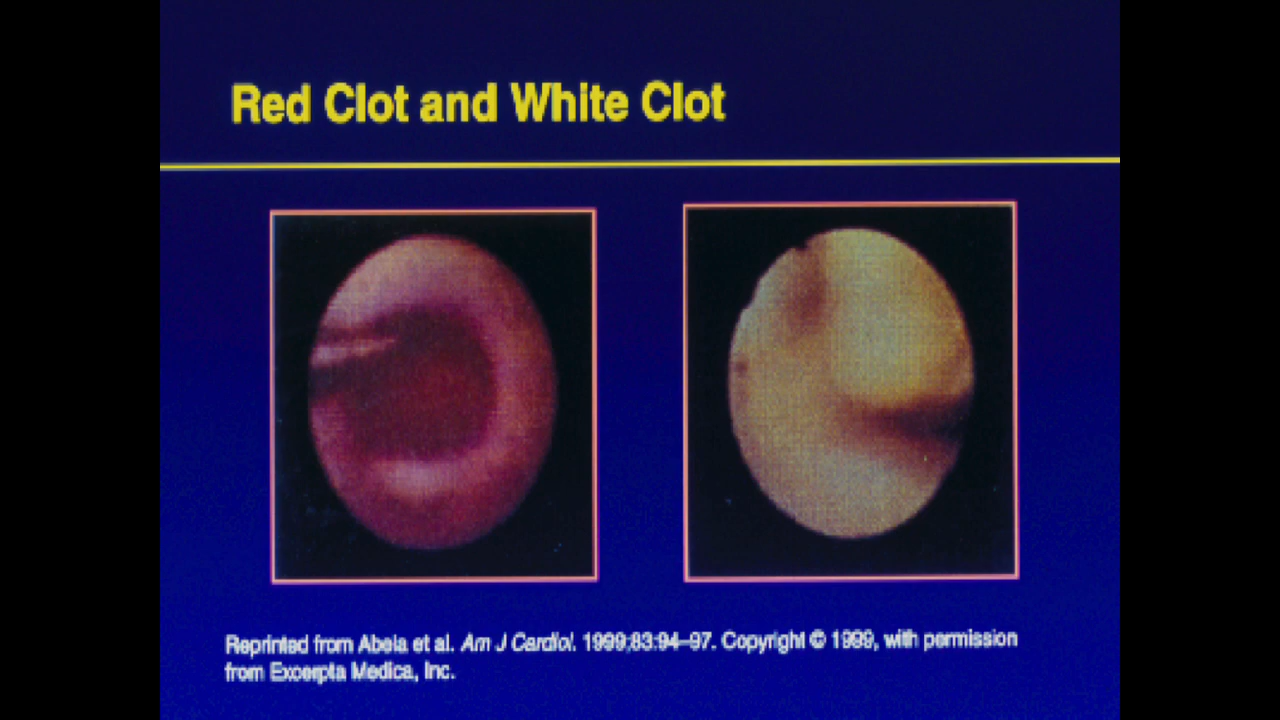 Red Clot and White Clot
Reprinted from Abela et al. Am J Cardiol. 1999;83:94–97. Copyright © 1999, with permission
from Excerpta Medica, Inc.